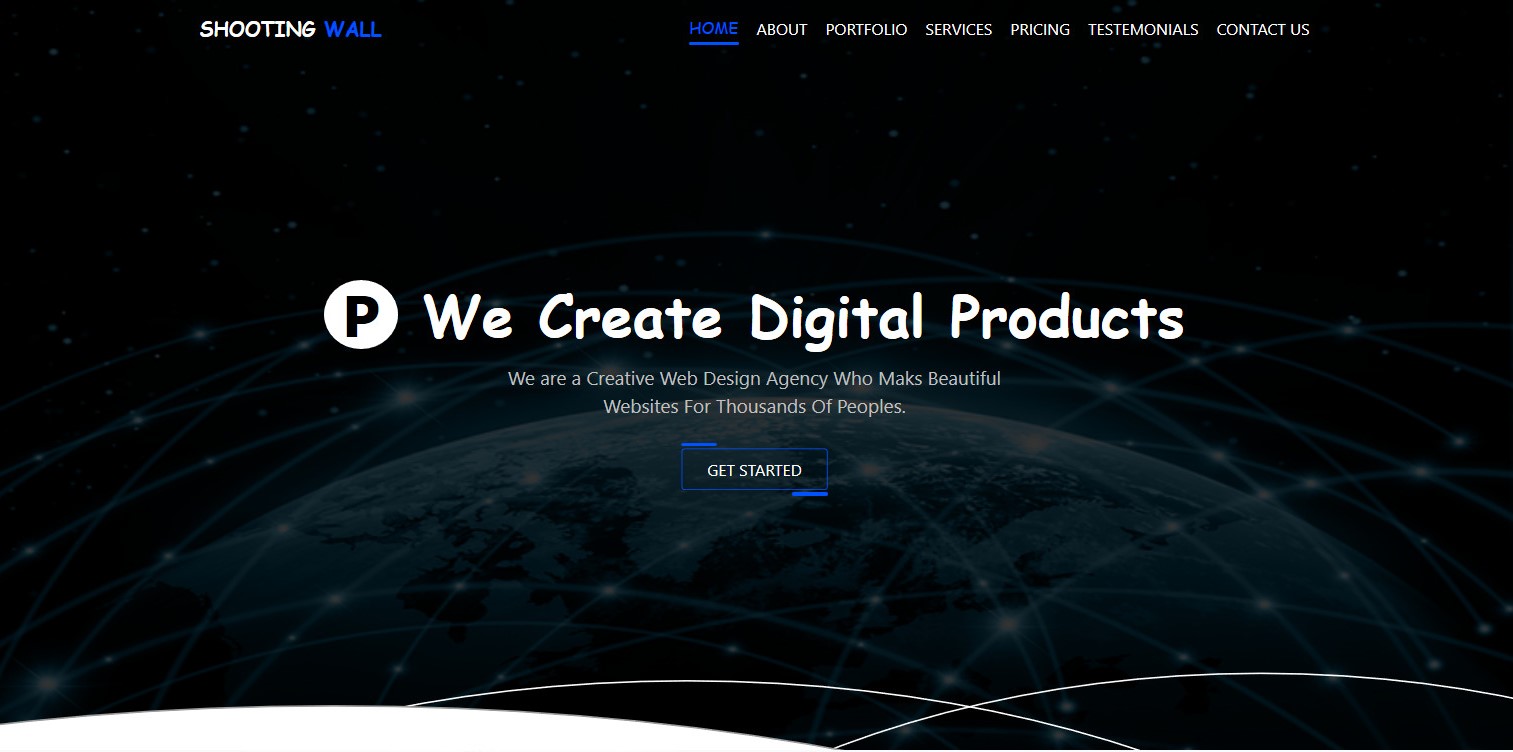 SHOOTING WALL
HOME ABOUT PORTFOLIO SERVICES PRICING TESTEMONIALS CONTACT US
P We Create Digital Products
We are a Creative Web Design Agency Who Maks Beautiful
Websites For Thousands Of Peoples.
GET STARTED